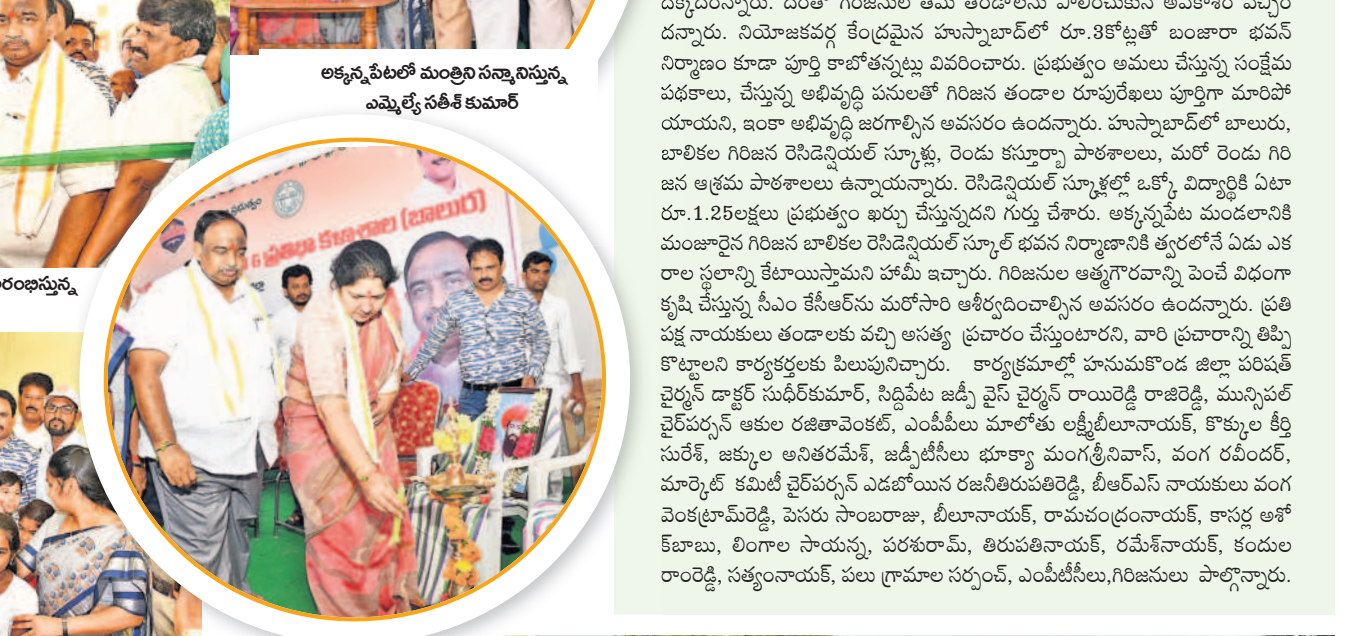 అక్కన్నపేటలో మంత్రిని సన్మానిస్తున్న
ఎమ్మెల్యే సతీశ్ కుమార్
రంభిస్తున్న
ప్రభుత్వం
& ప్రతిభా కళాశాల (బాలుర)
దన్నారు. నియోజకవర్గ కేంద్రమైన హుస్నాబాద్‌లో రూ.3కోట్లతో బంజారా భవన్
నిర్మాణం కూడా పూర్తి కాబోతన్నట్లు వివరించారు. ప్రభుత్వం అమలు చేస్తున్న సంక్షేమ
పథకాలు, చేస్తున్న అభివృద్ధి పనులతో గిరిజన తండాల రూపురేఖలు పూర్తిగా మారిపో
యాయని, ఇంకా అభివృద్ధి జరగాల్సిన అవసరం ఉందన్నారు. హుస్నాబాద్‌లో బాలురు,
బాలికల గిరిజన రెసిడెన్షియల్ స్కూళ్లు, రెండు కస్తూర్బా పాఠశాలలు, మరో రెండు గిరి
జన ఆశ్రమ పాఠశాలలు ఉన్నాయన్నారు. రెసిడెన్షియల్ స్కూళ్లల్లో ఒక్కో విద్యార్థికి ఏటా
రూ.1.25లక్షలు ప్రభుత్వం ఖర్చు చేస్తున్నదని గుర్తు చేశారు. అక్కన్నపేట మండలానికి
మంజూరైన గిరిజన బాలికల రెసిడెన్షియల్ స్కూల్ భవన నిర్మాణానికి త్వరలోనే ఏడు ఎక
రాల స్థలాన్ని కేటాయిస్తామని హామీ ఇచ్చారు. గిరిజనుల ఆత్మగౌరవాన్ని పెంచే విధంగా
కృషి చేస్తున్న సీఎం కేసీఆర్‌ను మరోసారి ఆశీర్వదించాల్సిన అవసరం ఉందన్నారు. ప్రతి
పక్ష నాయకులు తండాలకు వచ్చి అసత్య ప్రచారం చేస్తుంటారని, వారి ప్రచారాన్ని తిప్పి
కొట్టాలని కార్యకర్తలకు పిలుపునిచ్చారు. కార్యక్రమాల్లో హనుమకొండ జిల్లా పరిషత్
చైర్మన్ డాక్టర్ సుధీర్‌కుమార్, సిద్దిపేట జడ్పీ వైస్ చైర్మన్ రాయిరెడ్డి రాజిరెడ్డి, మున్సిపల్
చైర్‌పర్సన్ ఆకుల రజితావెంకట్, ఎంపీపీలు మాలోతు లక్ష్మీబీలూనాయక్, కొక్కుల కీర్తి
సురేశ్, జక్కుల అనితరమేశ్, జడ్పీటీసీలు భూక్యా మంగశ్రీనివాస్, వంగ రవీందర్,
మార్కెట్ కమిటీ చైర్‌పర్సన్ ఎడబోయిన రజనీతిరుపతిరెడ్డి, బీఆర్ఎస్ నాయకులు వంగ
వెంకట్రామ్‌రెడ్డి, పెసరు సాంబరాజు, బీలూనాయక్, రామచంద్రంనాయక్, కాసర్ల అశో
క్‌బాబు, లింగాల సాయన్న, పరశురామ్, తిరుపతినాయక్, రమేశ్‌నాయక్, కందుల
రాంరెడ్డి, సత్యంనాయక్, పలు గ్రామాల సర్పంచ్, ఎంపీటీసీలు,గిరిజనులు పాల్గొన్నారు.